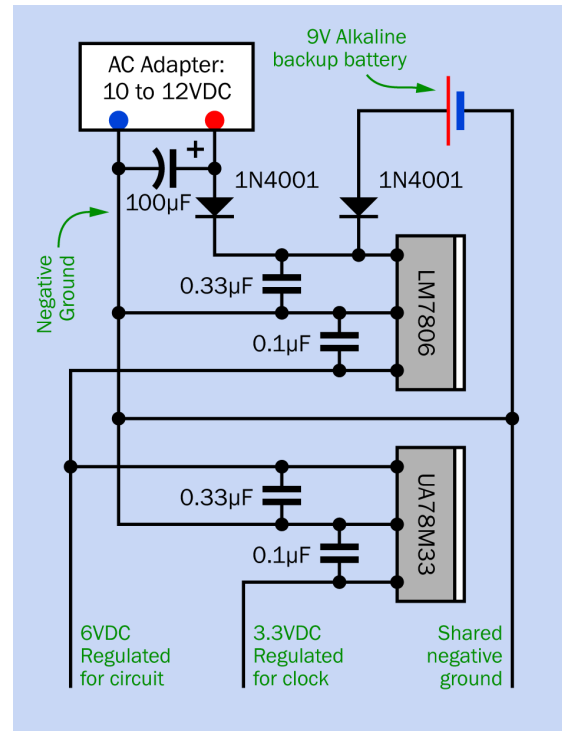 9V Alkaline
backup battery
AC Adapter:
10 to 12VDC
+
1N4001
1N4001
100µF
Negative
Ground
0.33µF
LM7806
0.1µF
0.33µF
UA78M33
0.1µF
6VDC
Regulated
for circuit
3.3VDC
Regulated
for clock
Shared
negative
ground